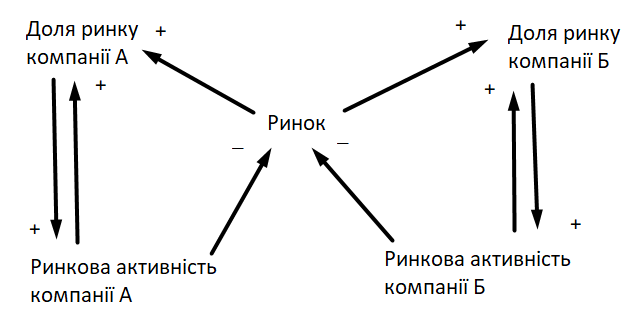 Доля ринку
компанії А
+
+
Доля ринку
компанії Б
+
+
Ринок
–
–
+
+
Ринкова активність
компанії А
Ринкова активність
компанії Б